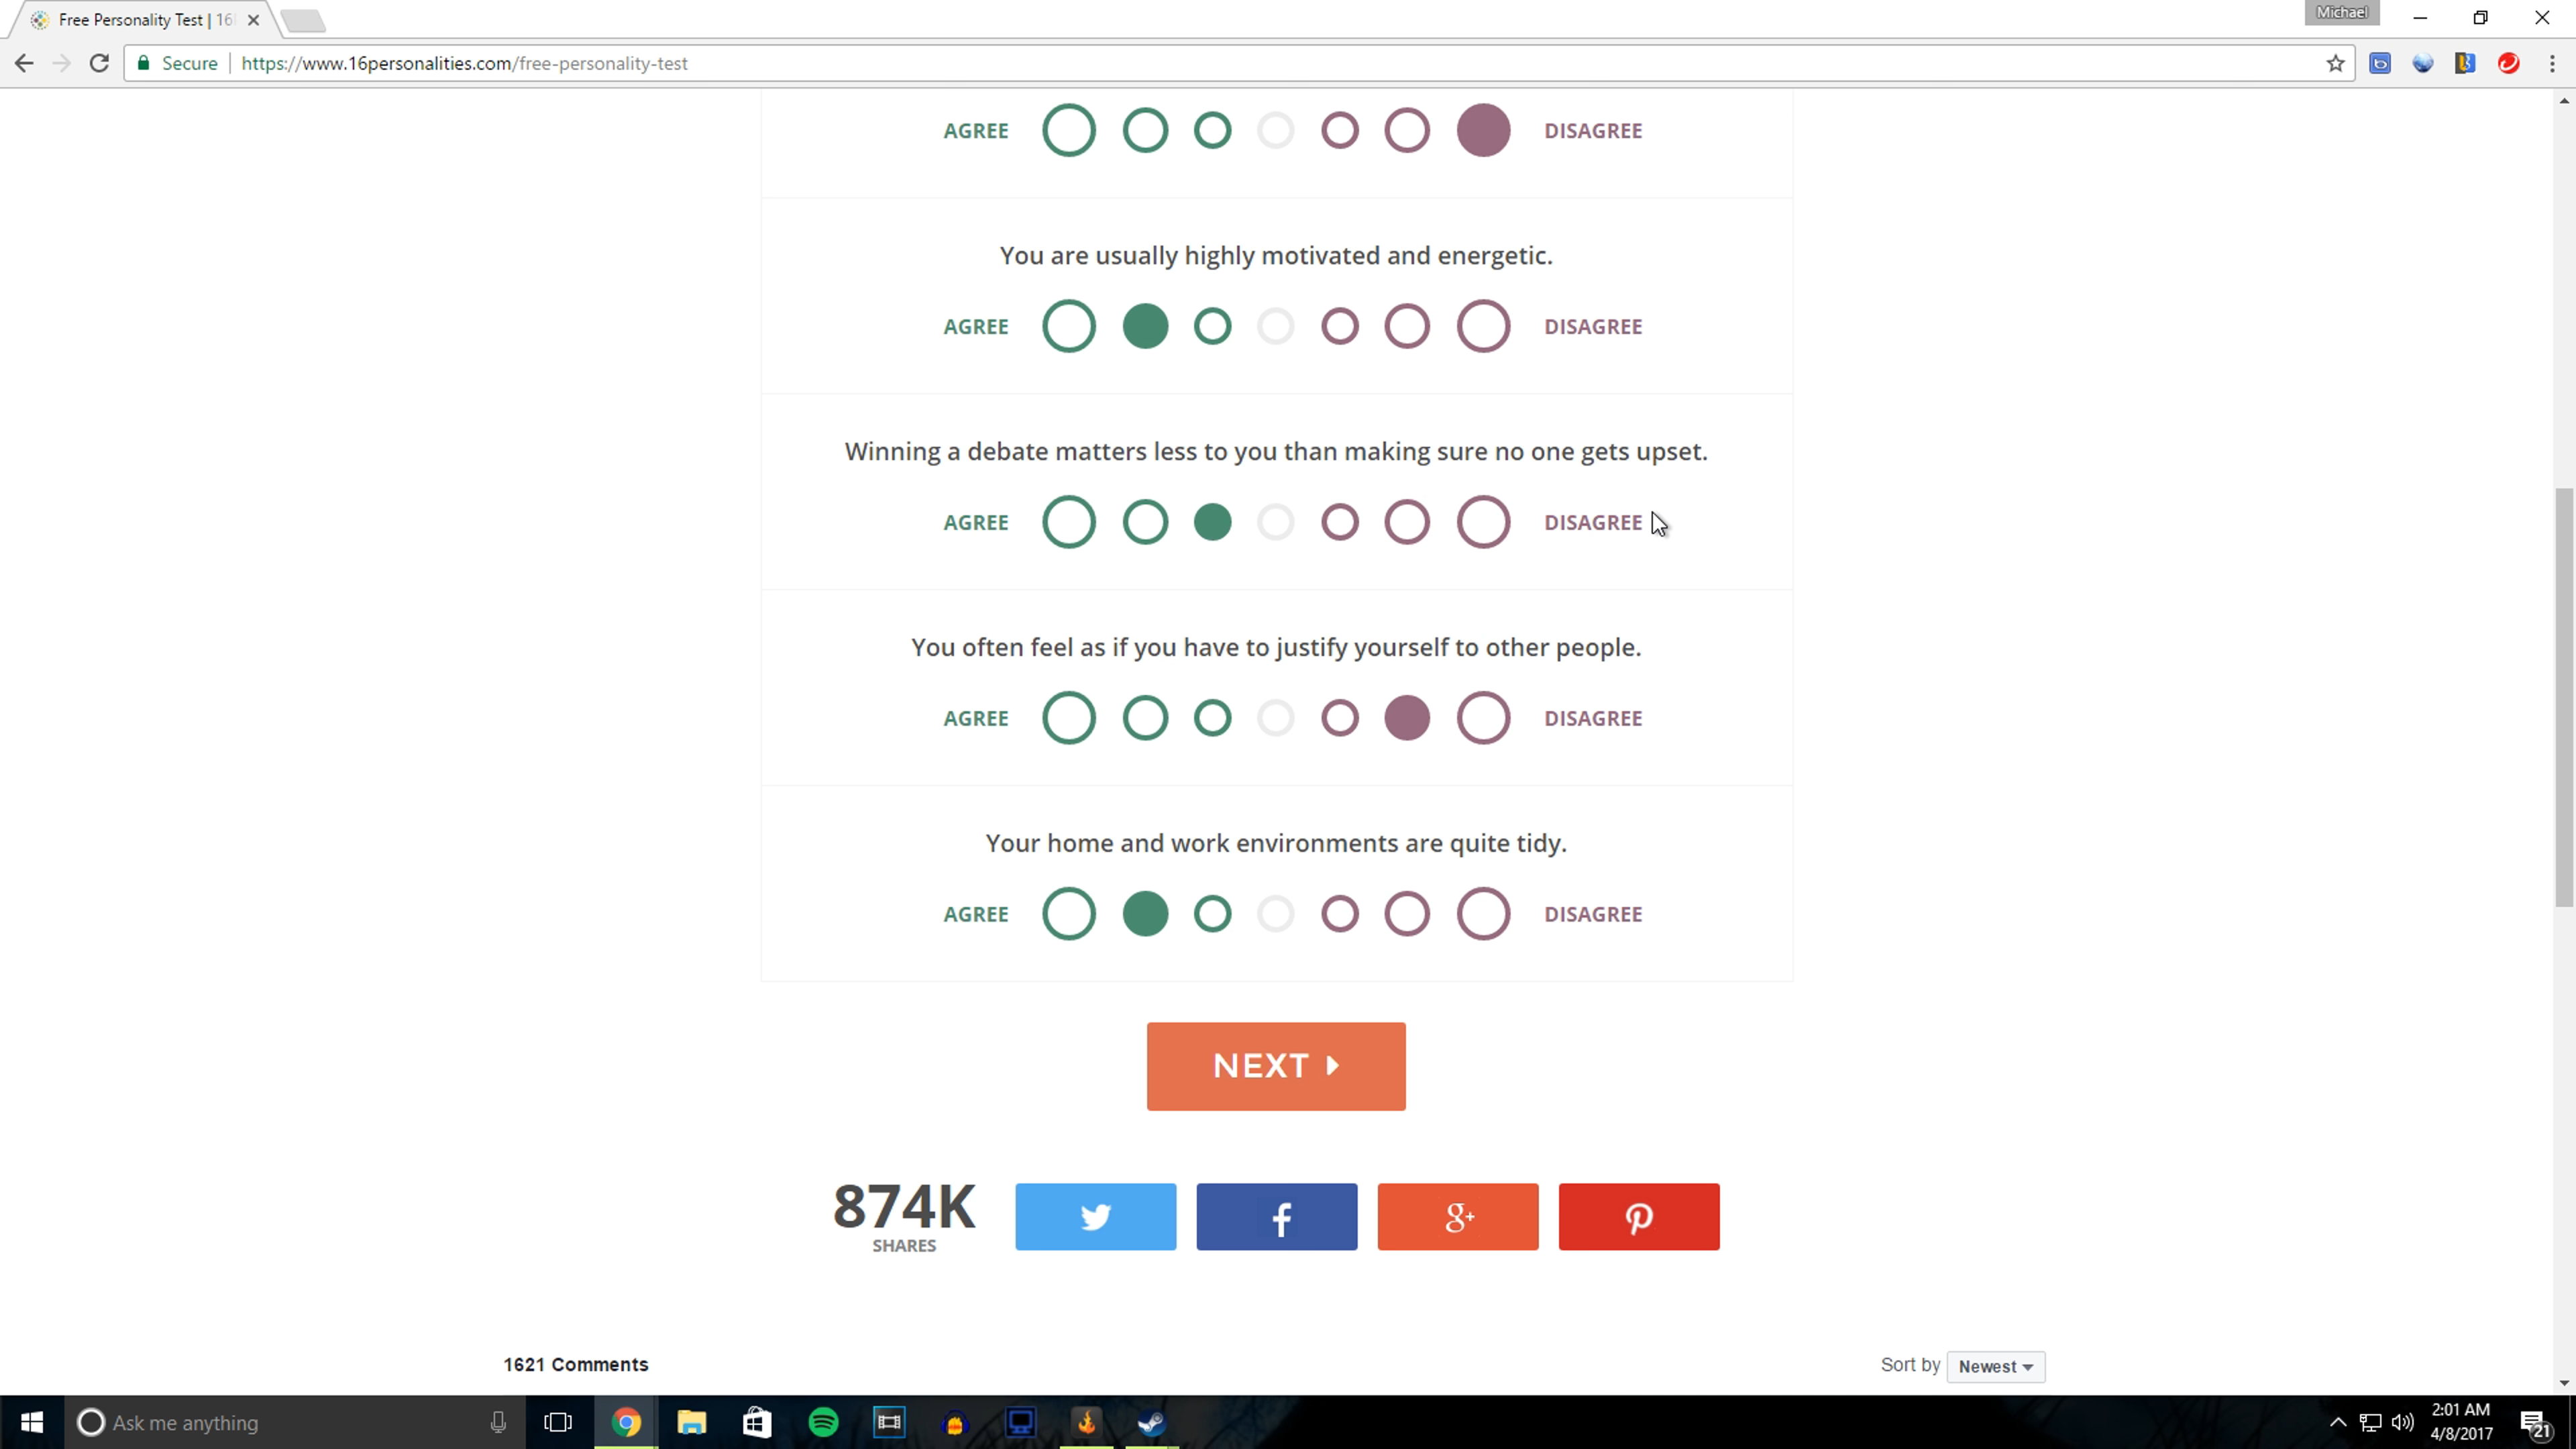 Free Personality Test | 16
Michael
Secure https://www.16personalities.com/free-personality-test
AGREE DISAGREE
You are usually highly motivated and energetic.
AGREE DISAGREE
Winning a debate matters less to you than making sure no one gets upset.
AGREE DISAGREE
You often feel as if you have to justify yourself to other people.
AGREE DISAGREE
Your home and work environments are quite tidy.
AGREE DISAGREE
NEXT
874K
SHARES
1621 Comments
Sort by Newest
Ask me anything
2:01 AM
4/8/2017
21